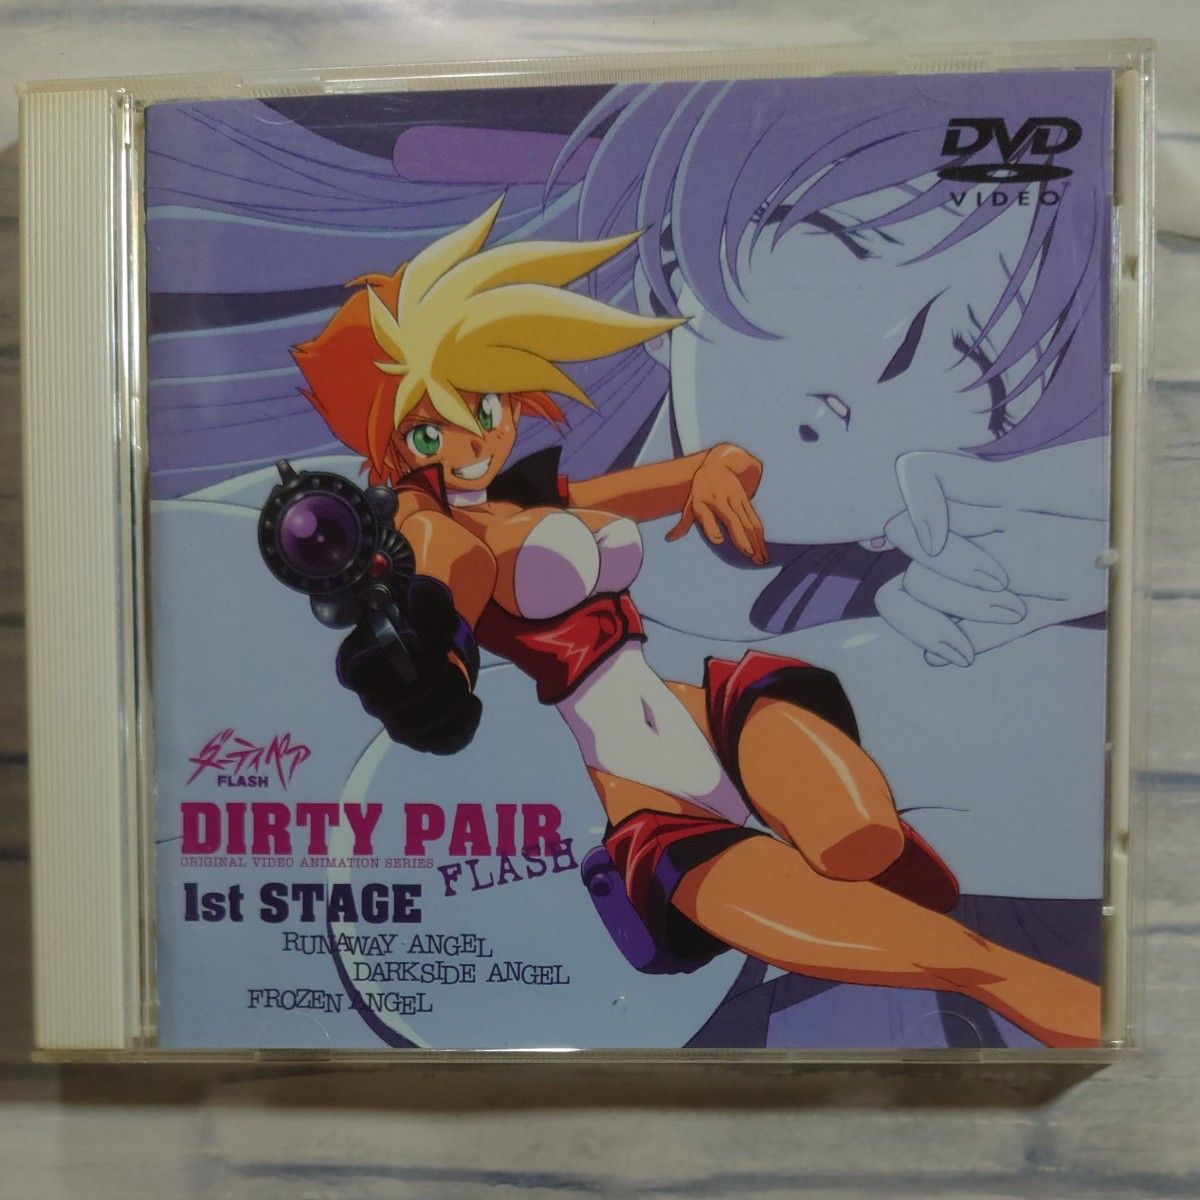 DVD
VIDEO
ダーティペア
FLASH
DIRTY PAIR
FLASH
ORIGINAL VIDEO ANIMATION SERIES
1st STAGE
RUNAWAY ANGEL
DARKSIDE ANGEL
FROZEN ANGEL